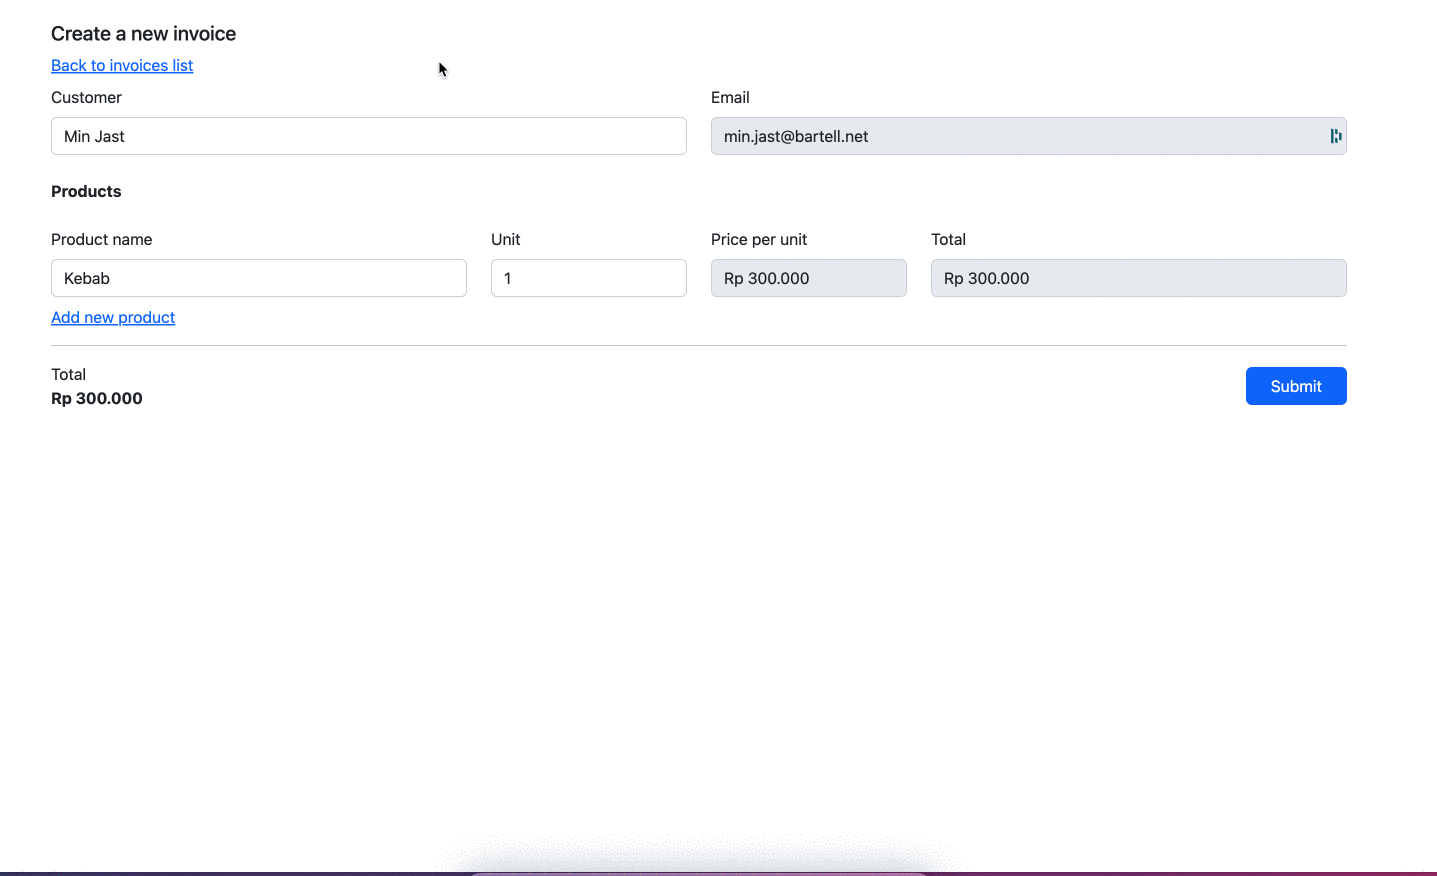 Create a new invoice
Back to invoices list
Customer
Email
Min Jast
min.jast@bartell.net
Products
Product name
Unit
Price per unit
Total
Kebab
1
Rp 300.000
Rp 300.000
Add new product
Total
Rp 300.000
Submit